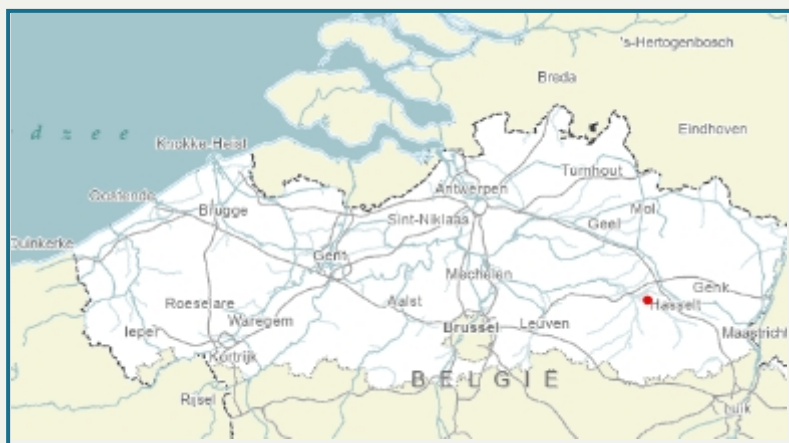 's-Hertogenbosch
Breda
d z e e
Eindhoven
Knokke-Heist
Turnhout
Antwerpen
Oostende
Brugge
Mol
Sint-Niklaas
Geel
Duinkerke
Gent
Mechelen
Genk
Roeselare
Aalst
Hasselt
Waregem
Brussel
Leuven
Ieper
Maastricht
Kortrijk
BELGIË
Rijsel
Luik